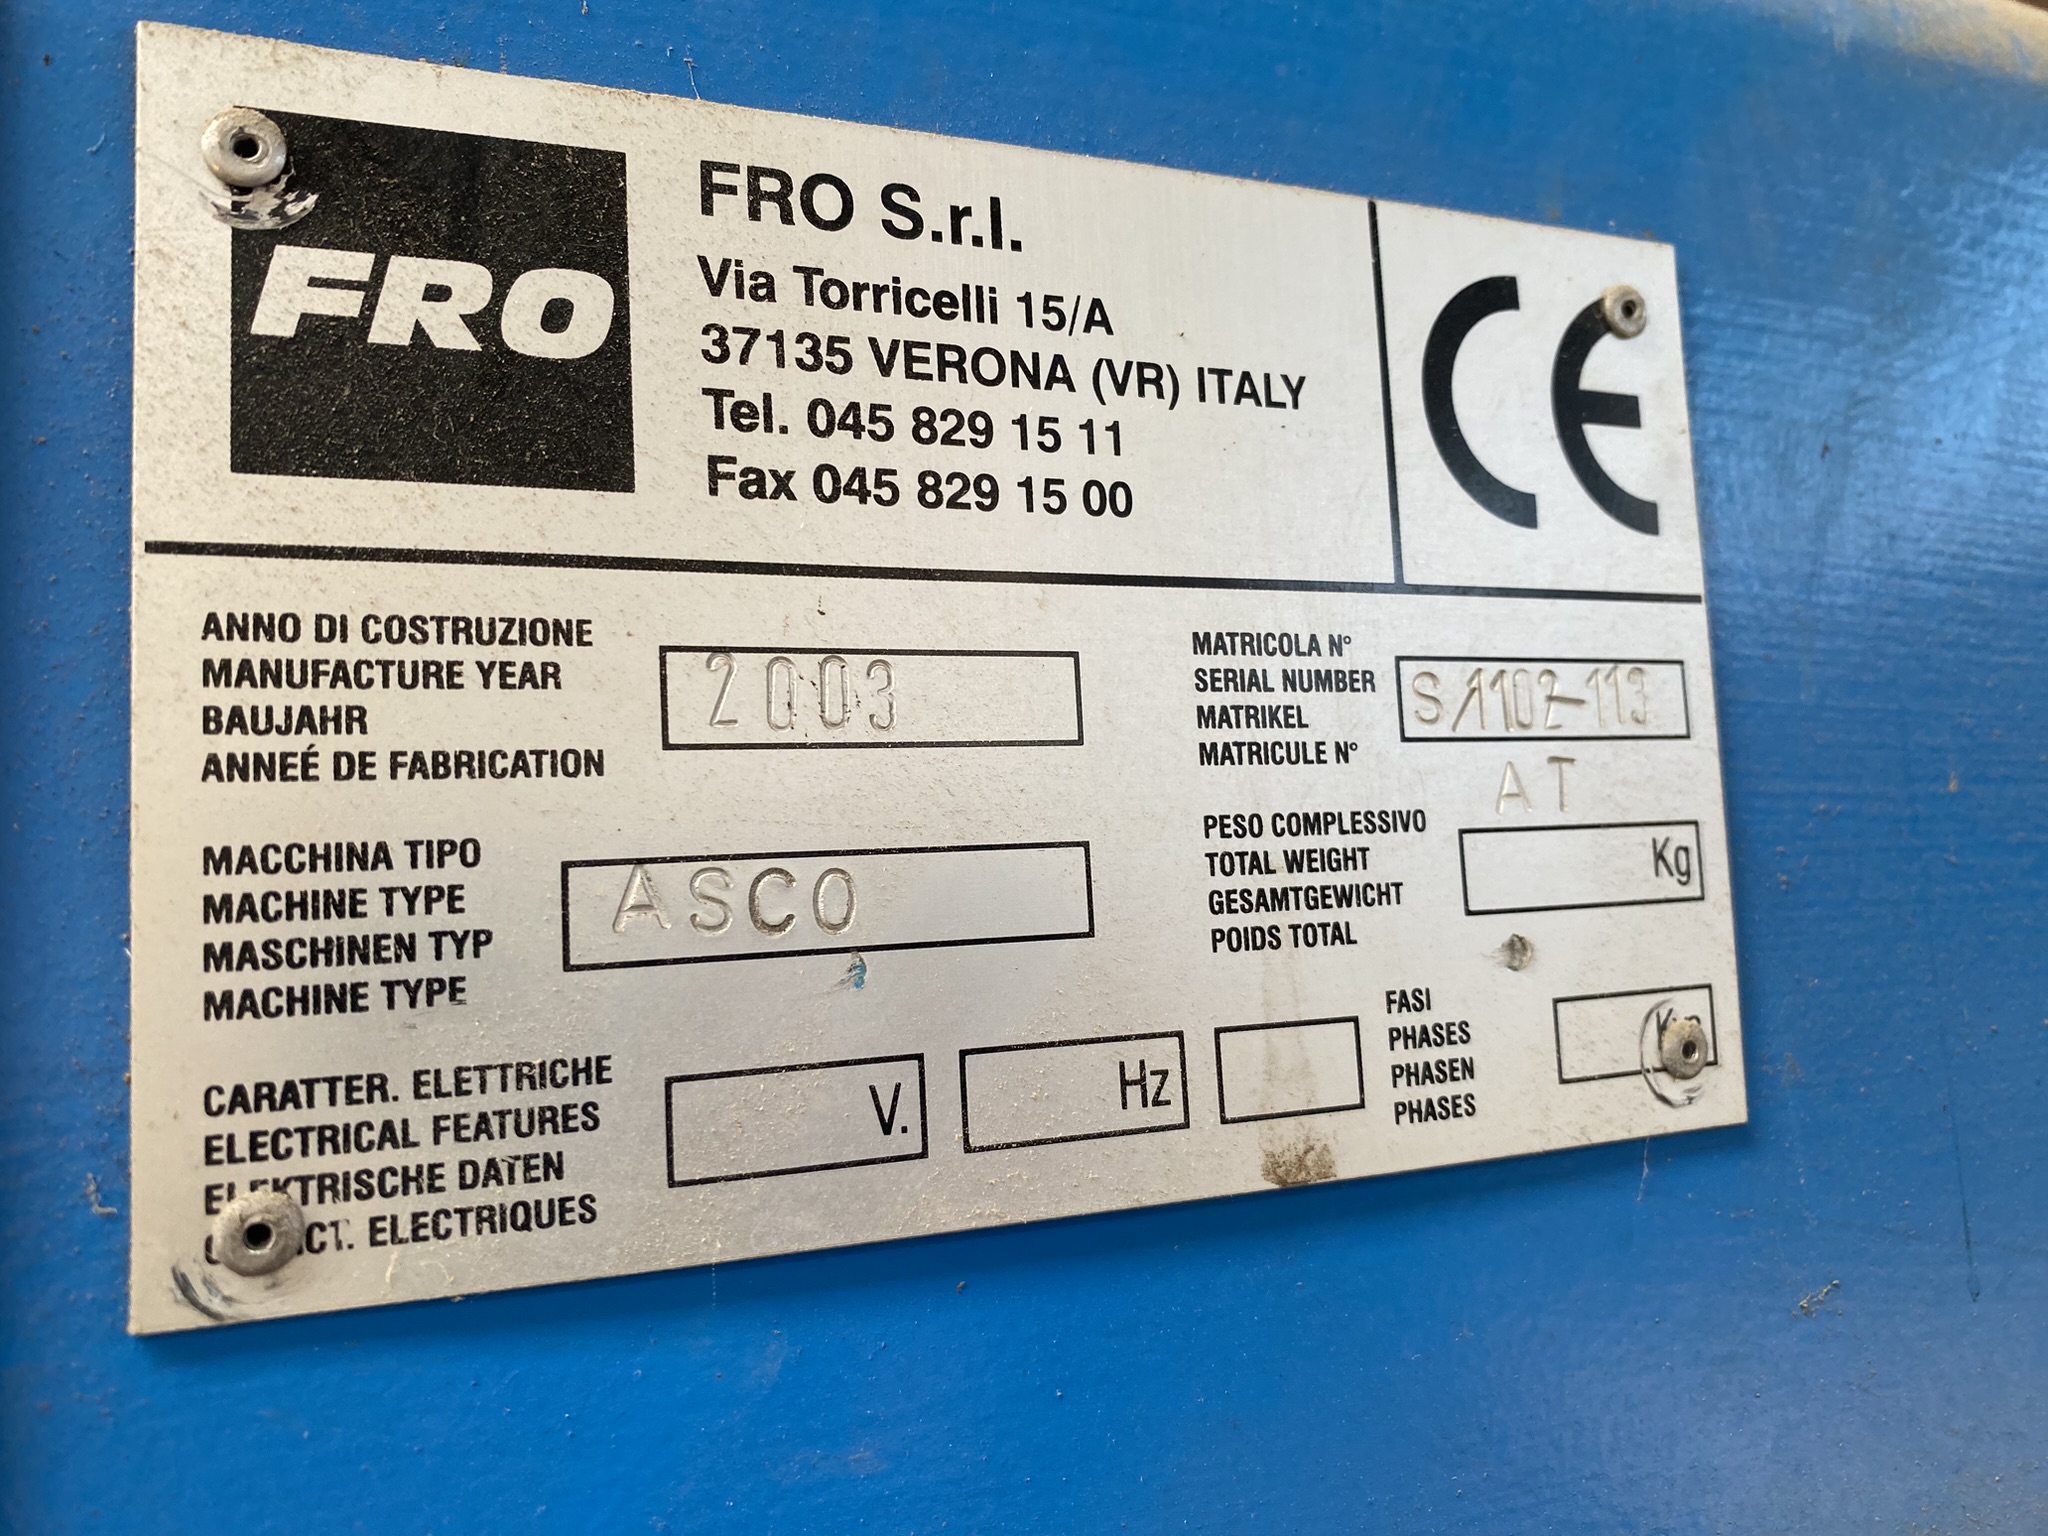 FRO
FRO S.r.l.
Via Torricelli 15/A
37135 VERONA (VR) ITALY
Tel. 045 829 15 11
Fax 045 829 15 00
CE
ANNO DI COSTRUZIONE
MANUFACTURE YEAR
BAUJAHR
ANNEÉ DE FABRICATION
2003
MATRICOLA N°
SERIAL NUMBER
MATRIKEL
MATRICULE N°
S/1102-113
AT
MACCHINA TIPO
MACHINE TYPE
MASCHINEN TYP
MACHINE TYPE
ASCO
PESO COMPLESSIVO
TOTAL WEIGHT
GESAMTGEWICHT
POIDS TOTAL
Kg
CARATTER. ELETTRICHE
ELECTRICAL FEATURES
ELEKTRISCHE DATEN
ELECTRIQUES
V.
Hz
FASI
PHASES
PHASEN
PHASES